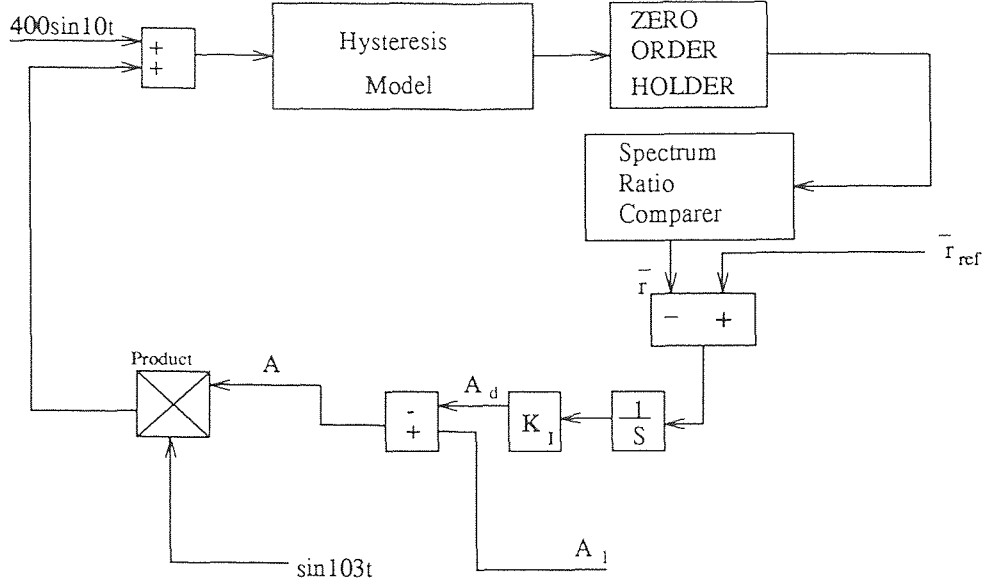 400sin10t
+
+
Hysteresis
Model
ZERO
ORDER
HOLDER
Spectrum
Ratio
Comparer
r̅
r̅ ref
− +
Product
A
-
+
A d
K I
1
S
A 1
sin103t